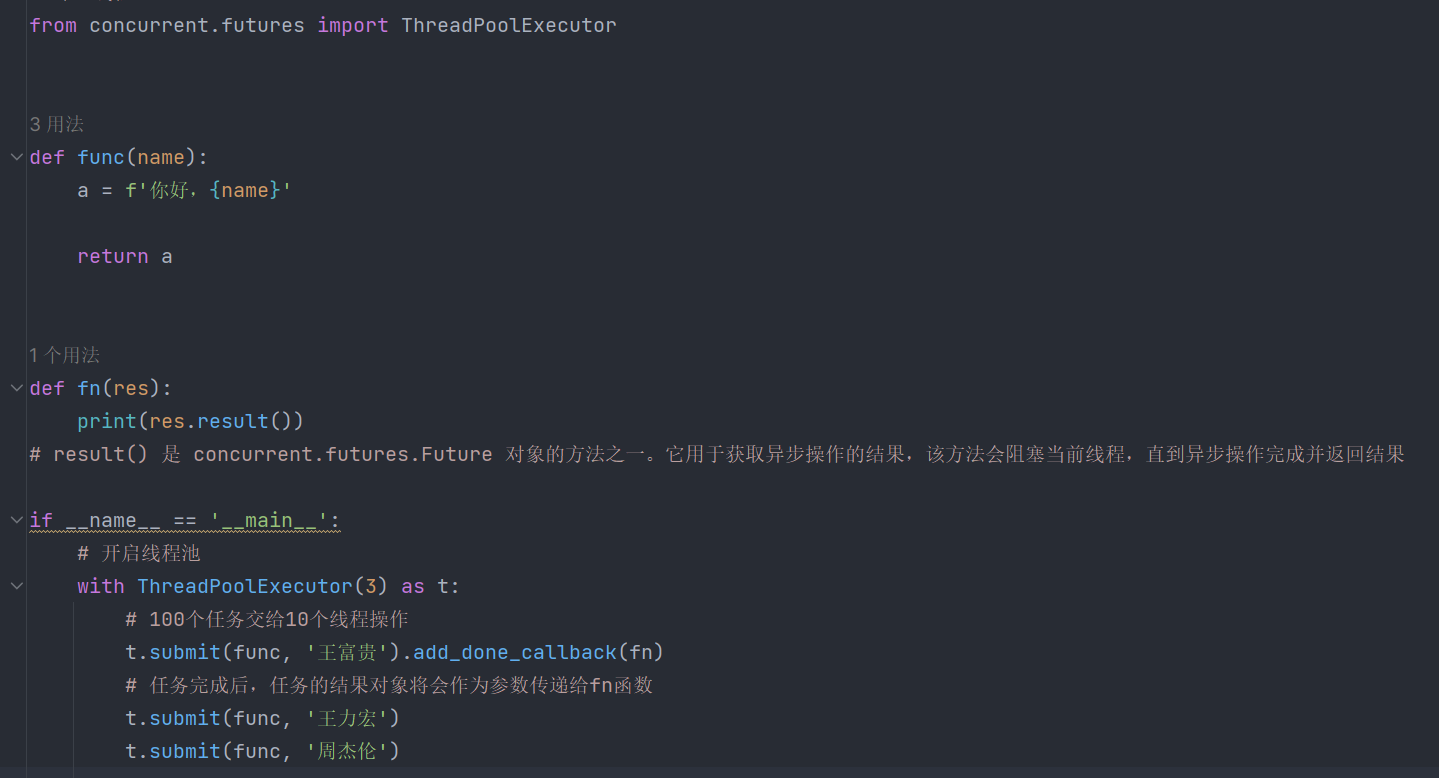 from concurrent.futures import ThreadPoolExecutor
3 用法
def func(name):
    a = f'你好，{name}'
    return a
1 个用法
def fn(res):
    print(res.result())
# result() 是 concurrent.futures.Future 对象的方法之一。它用于获取异步操作的结果，该方法会阻塞当前线程，直到异步操作完成并返回结果
if __name__ == '__main__':
    # 开启线程池
    with ThreadPoolExecutor(3) as t:
        # 100个任务交给10个线程操作
        t.submit(func, '王富贵').add_done_callback(fn)
        # 任务完成后，任务的结果对象将会作为参数传递给fn函数
        t.submit(func, '王力宏')
        t.submit(func, '周杰伦')